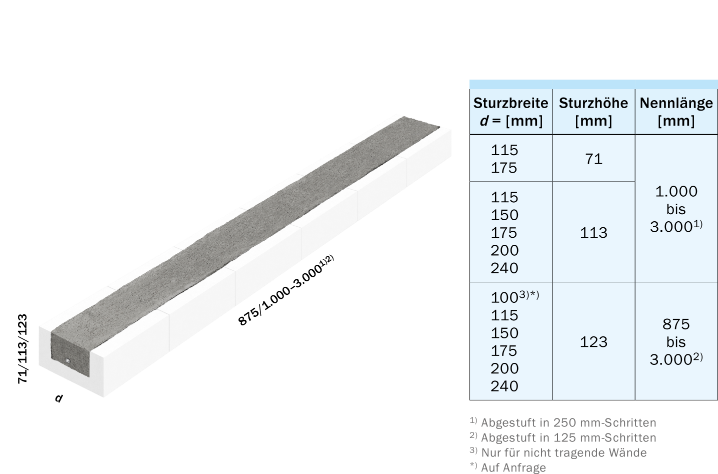 71/113/123
d
875/1.000–3.000¹⁾²⁾
Sturzbreite
d = [mm]
Sturzhöhe
[mm]
Nennlänge
[mm]
115
175
71
1.000
bis
3.000¹⁾
115
150
175
200
240
113
100³⁾*⁾
115
150
175
200
240
123
875
bis
3.000²⁾
¹⁾ Abgestuft in 250 mm-Schritten
²⁾ Abgestuft in 125 mm-Schritten
³⁾ Nur für nicht tragende Wände
*⁾ Auf Anfrage